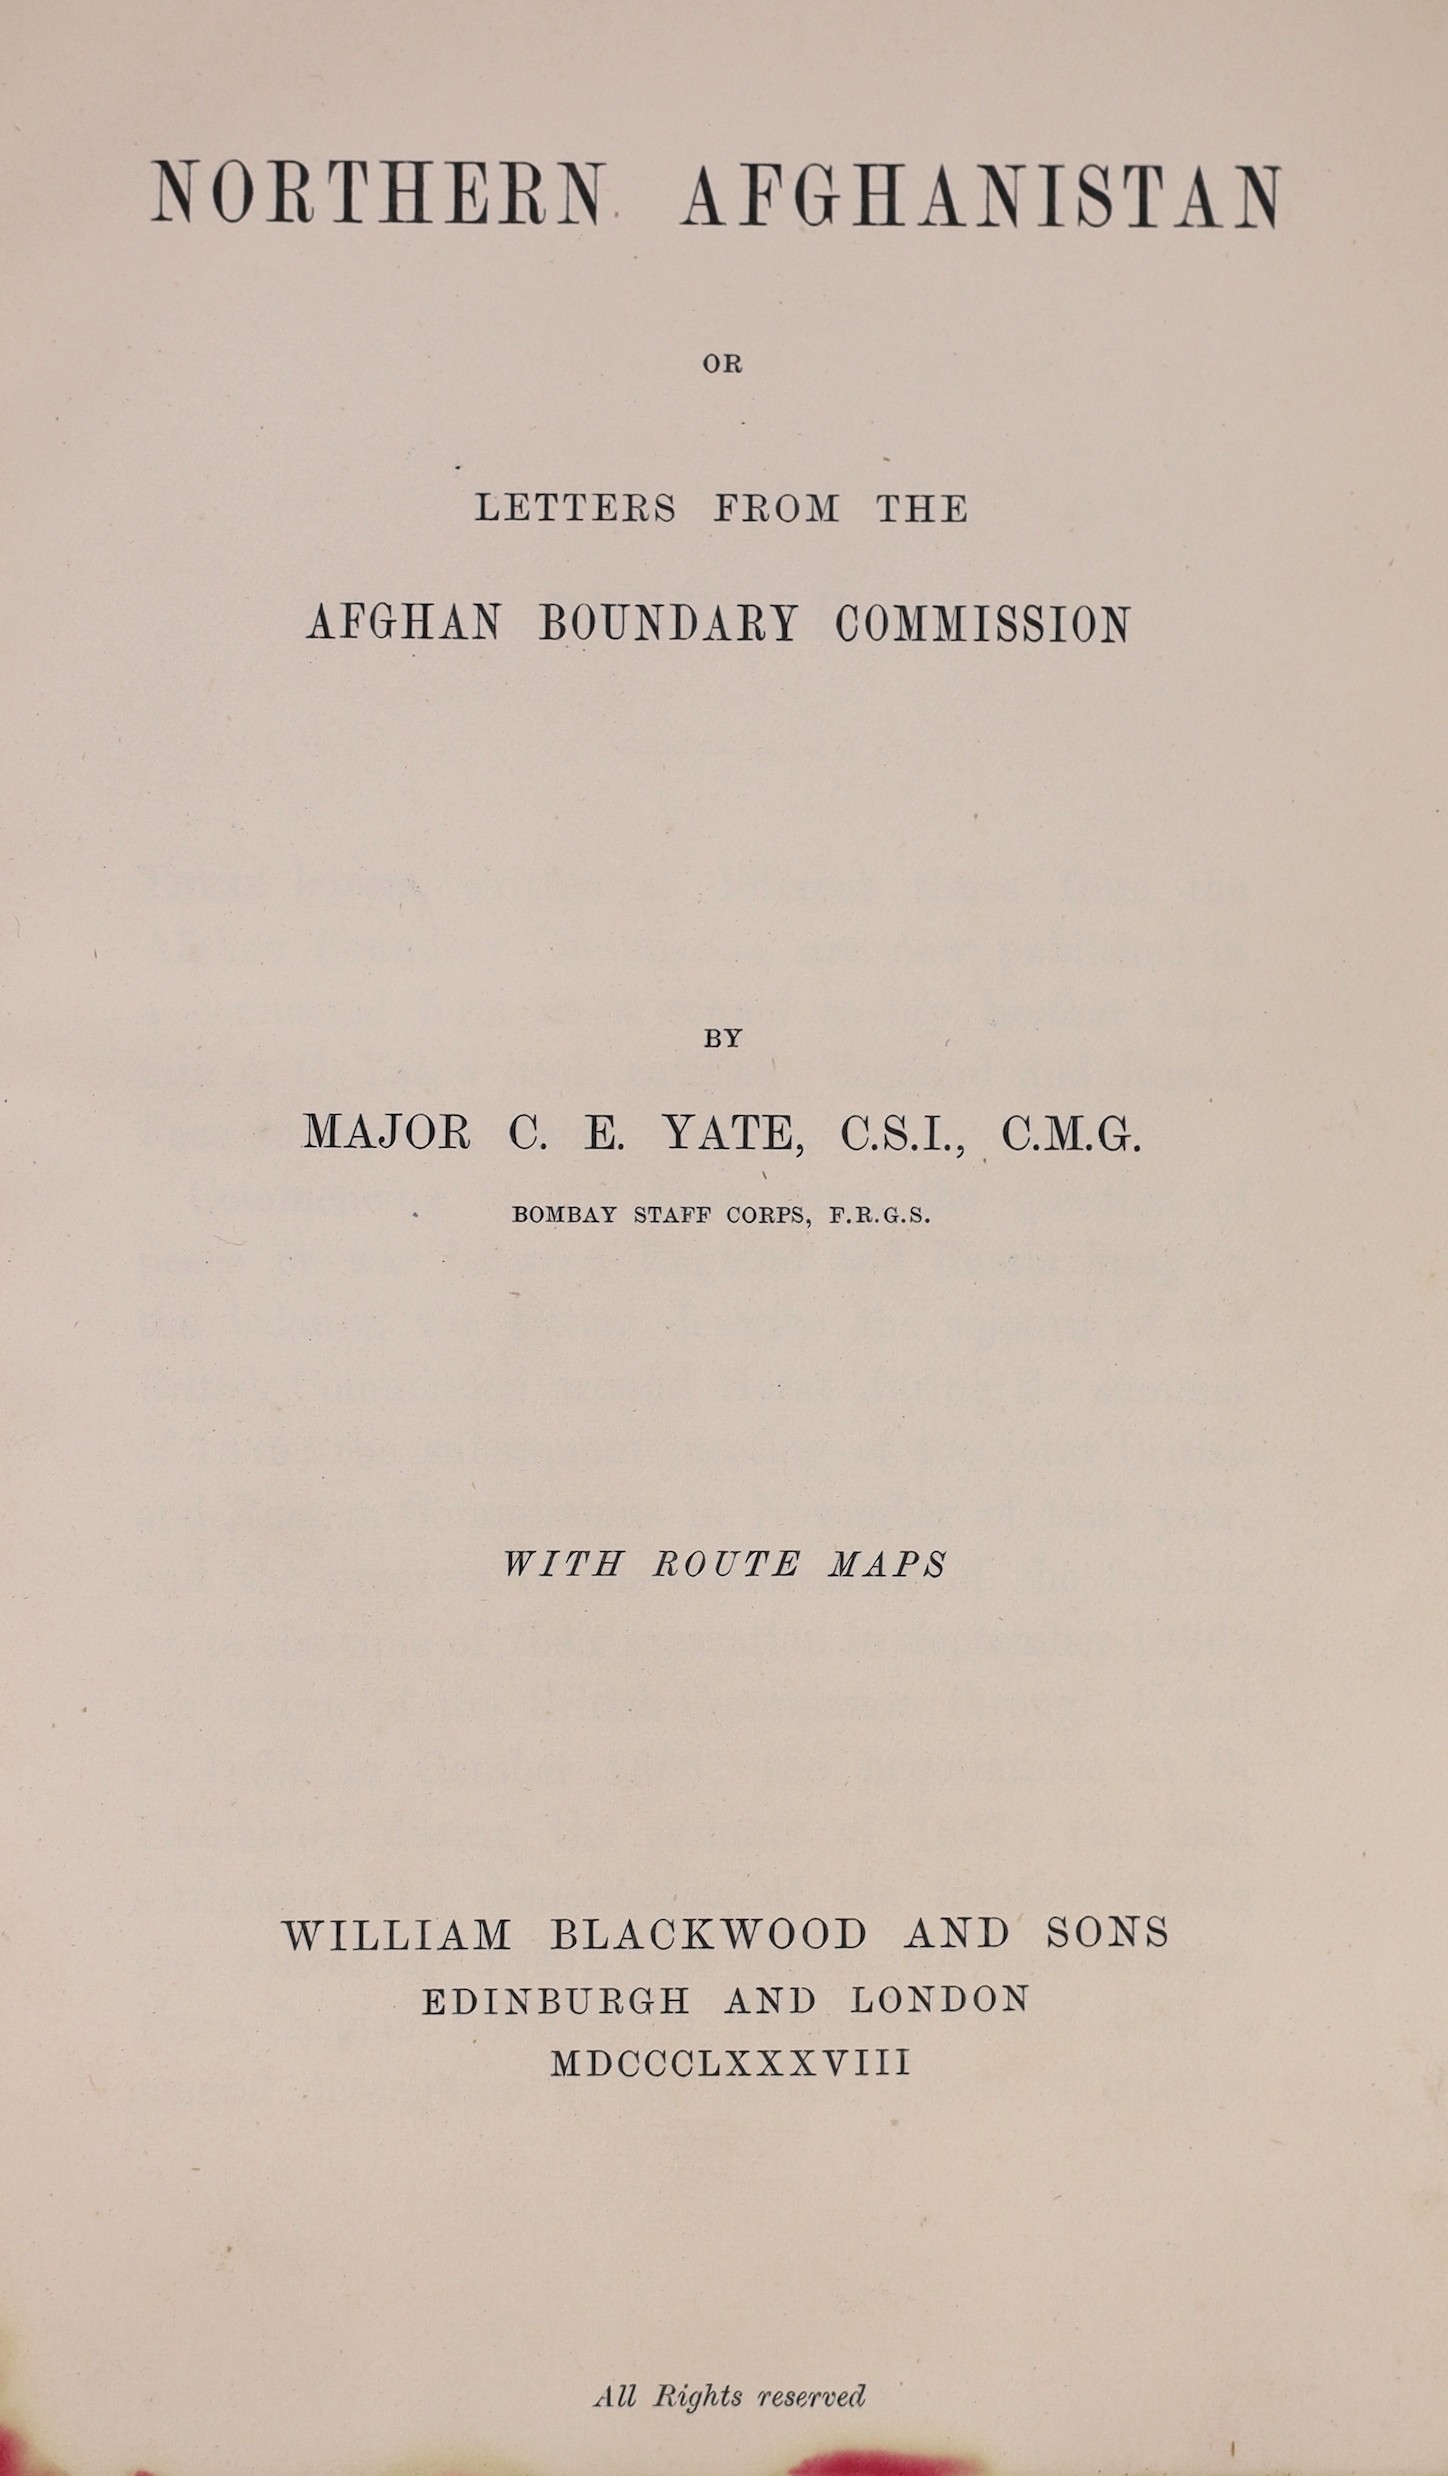 NORTHERN AFGHANISTAN
OR
LETTERS FROM THE
AFGHAN BOUNDARY COMMISSION
BY
MAJOR C. E. YATE, C.S.I., C.M.G.
BOMBAY STAFF CORPS, F.R.G.S.
WITH ROUTE MAPS
WILLIAM BLACKWOOD AND SONS
EDINBURGH AND LONDON
MDCCCLXXXVIII
All Rights reserved